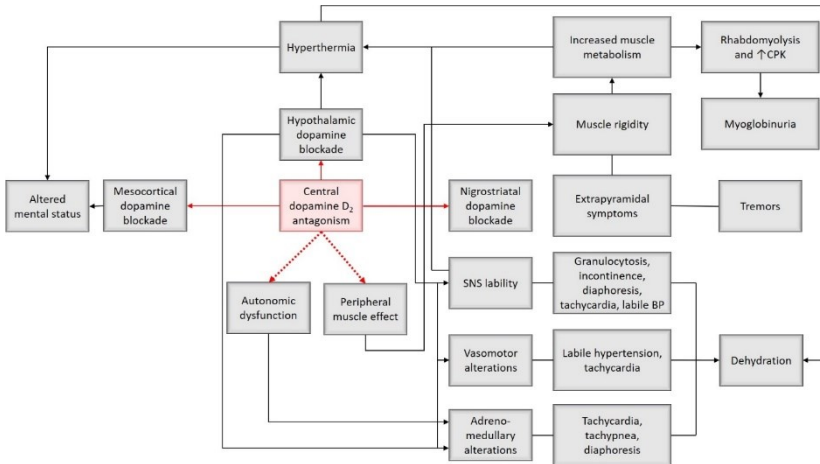 Hyperthermia
Increased muscle
metabolism
Rhabdomyolysis
and ↑CPK
Hypothalamic
dopamine
blockade
Muscle rigidity
Myoglobinuria
Altered
mental status
Mesocortical
dopamine
blockade
Central
dopamine D₂
antagonism
Nigrostriatal
dopamine
blockade
Extrapyramidal
symptoms
Tremors
Autonomic
dysfunction
Peripheral
muscle effect
SNS lability
Granulocytosis,
incontinence,
diaphoresis,
tachycardia, labile BP
Vasomotor
alterations
Labile hypertension,
tachycardia
Dehydration
Adreno-
medullary
alterations
Tachycardia,
tachypnea,
diaphoresis